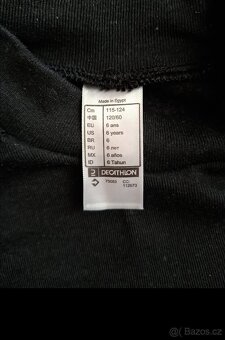 Made in Egypt
Cm 115-124
中国 120/60
EU 6 ans
US 6 years
BR 6
RU 6 лет
MX 6 años
ID 6 Tahun
DECATHLON
Bazos.cz